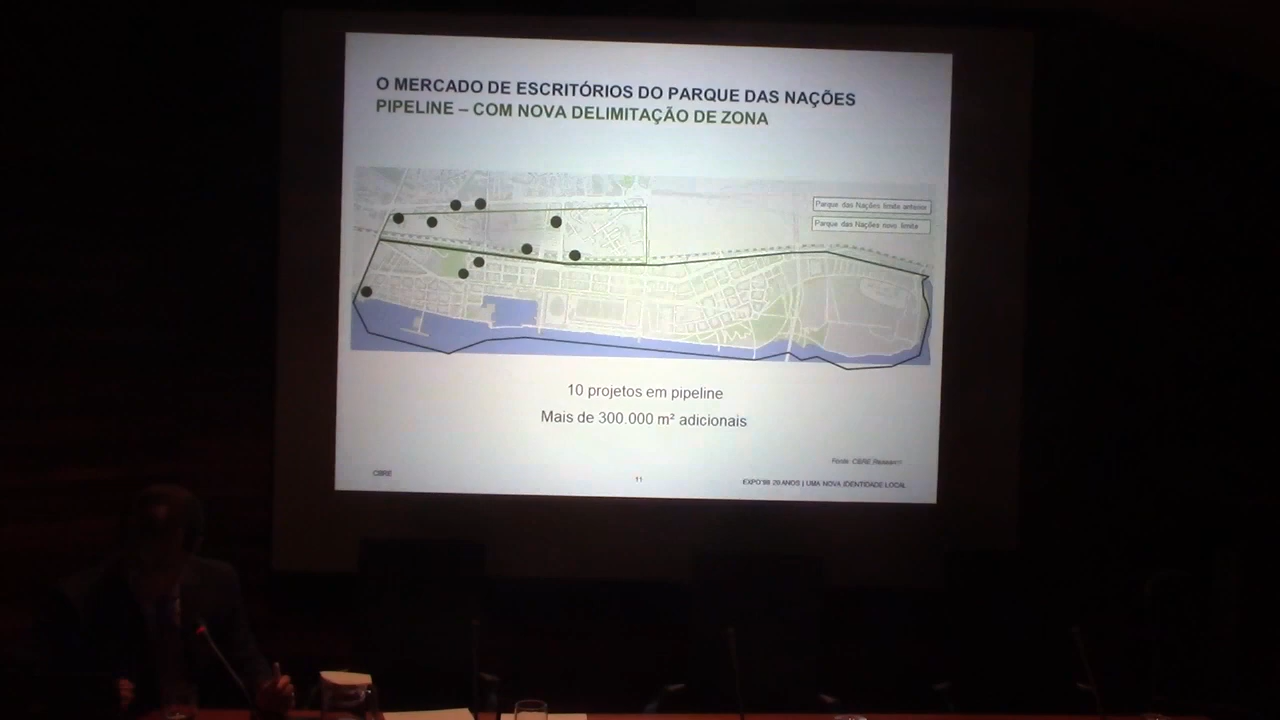 O MERCADO DE ESCRITÓRIOS DO PARQUE DAS NAÇÕES
PIPELINE – COM NOVA DELIMITAÇÃO DE ZONA
Parque das Nações limite anterior
Parque das Nações novo limite
10 projetos em pipeline
Mais de 300.000 m² adicionais
Fonte: CBRE Research
CBRE
11
EXPO'98 20 ANOS | UMA NOVA IDENTIDADE LOCAL